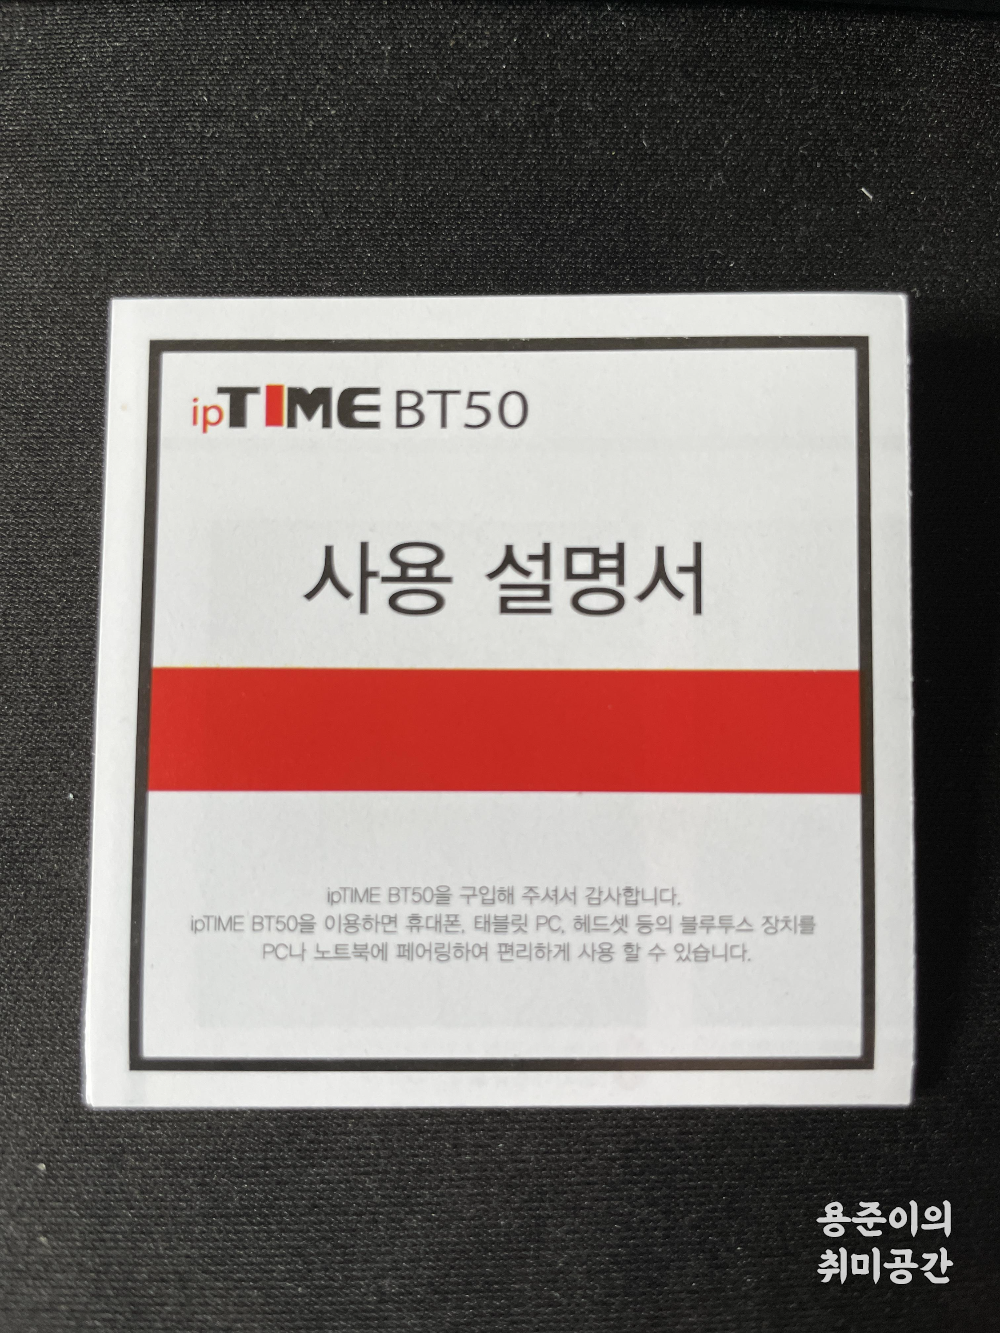 ipTIME BT50
사용 설명서
ipTIME BT50을 구입해 주셔서 감사합니다.
ipTIME BT50을 이용하면 휴대폰, 태블릿 PC, 헤드셋 등의 블루투스 장치를
PC나 노트북에 페어링하여 편리하게 사용 할 수 있습니다.
용준이의
취미공간